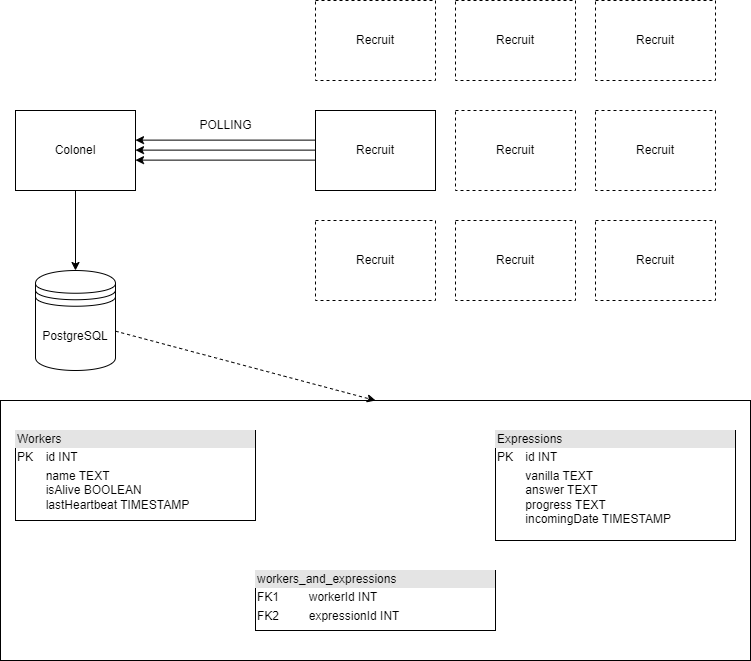 Recruit
Recruit
Recruit
POLLING
Colonel
Recruit
Recruit
Recruit
Recruit
Recruit
Recruit
PostgreSQL
Workers
PK id INT
name TEXT
isAlive BOOLEAN
lastHeartbeat TIMESTAMP
Expressions
PK id INT
vanilla TEXT
answer TEXT
progress TEXT
incomingDate TIMESTAMP
workers_and_expressions
FK1 workerId INT
FK2 expressionId INT